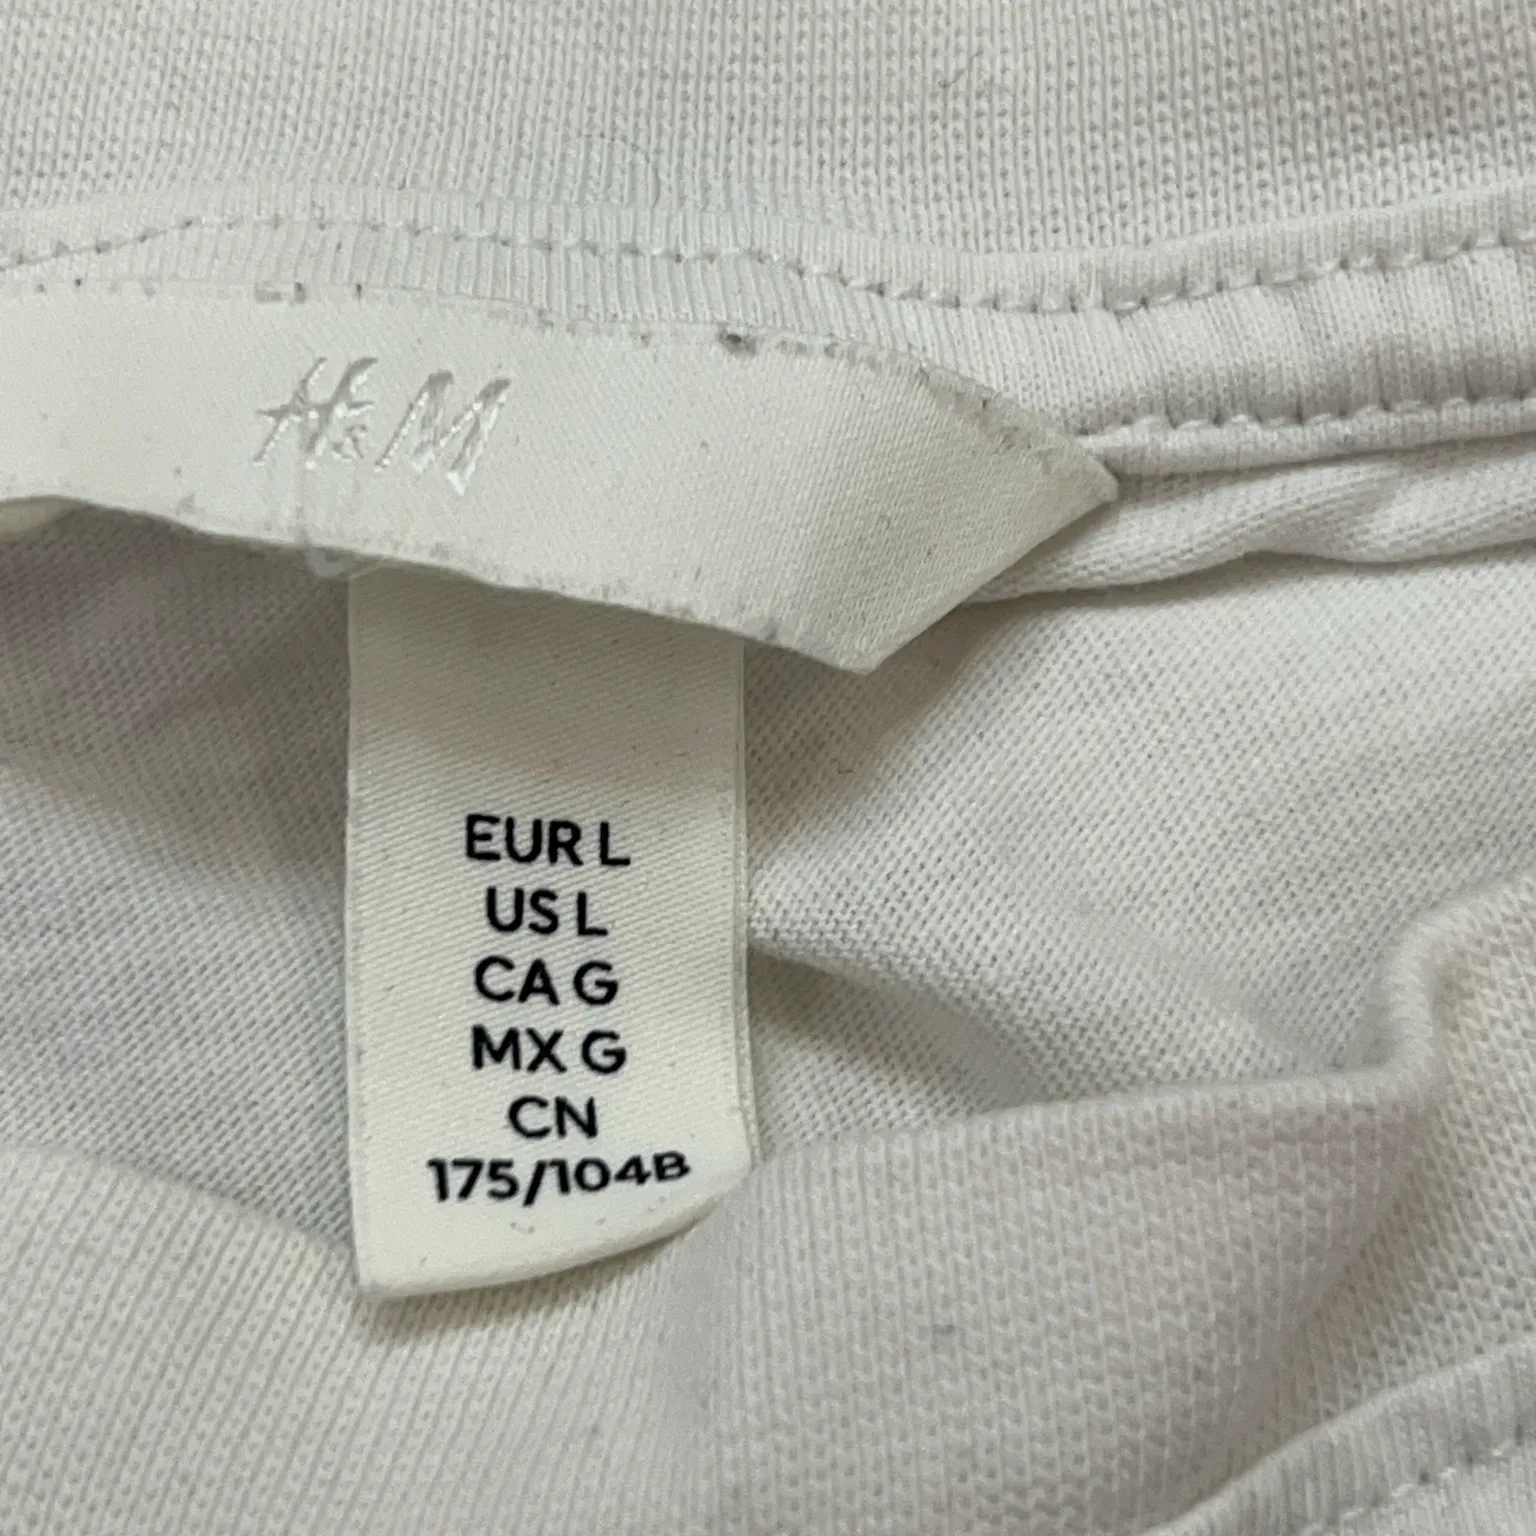 H&M
EUR L
US L
CA G
MX G
CN
175/104B